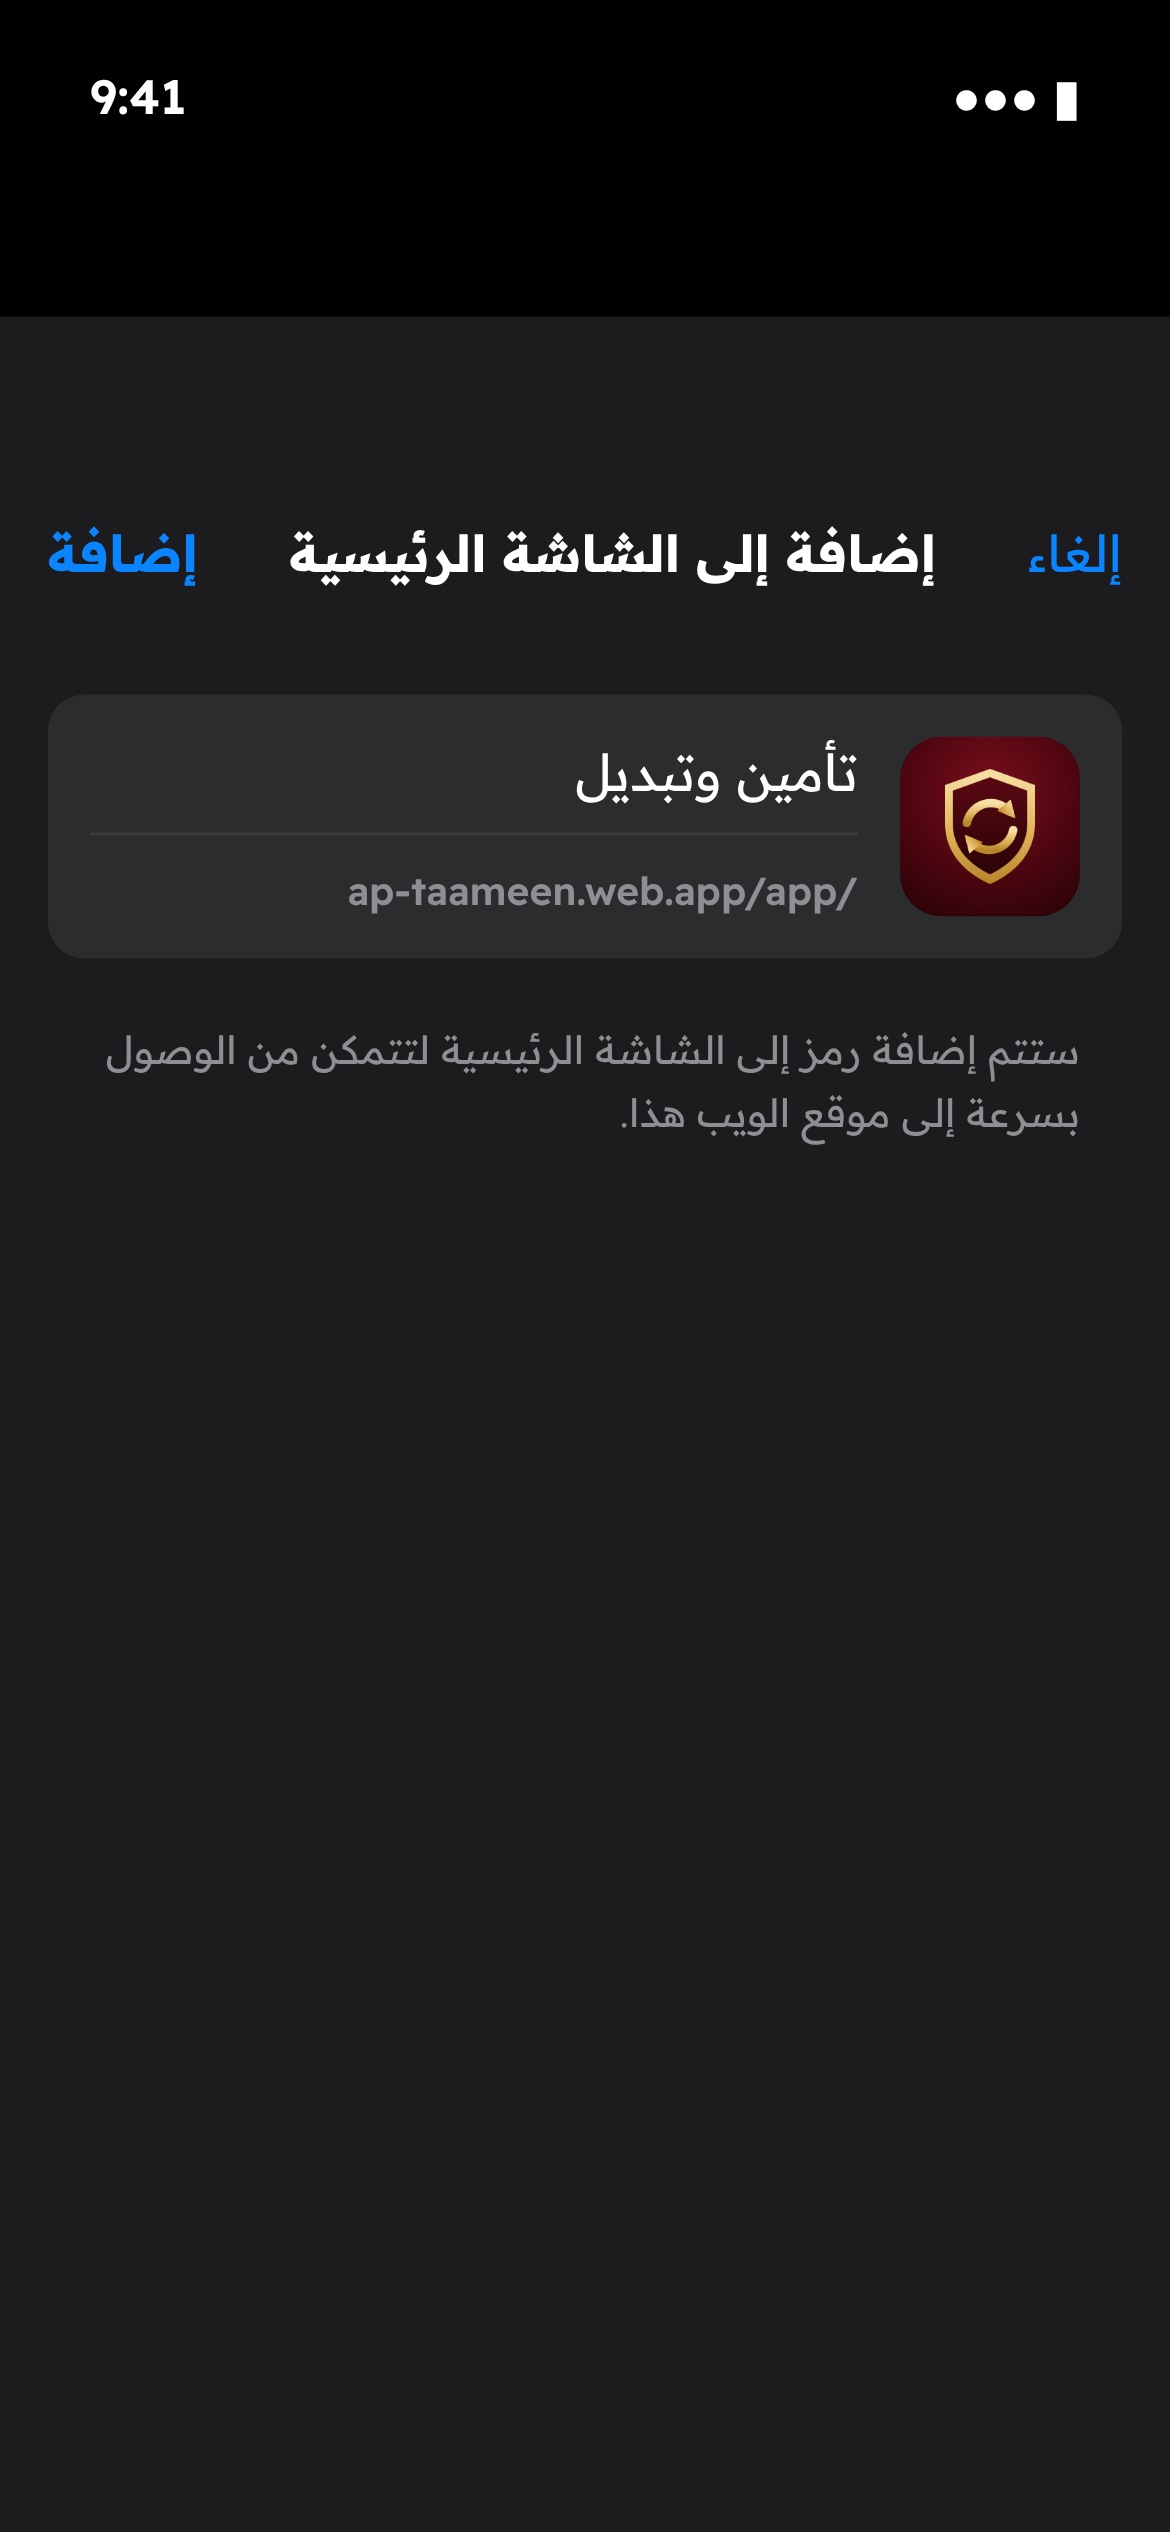 9:41
إلغاء
إضافة إلى الشاشة الرئيسية
إضافة
تأمين وتبديل
ap-taameen.web.app/app/
ستتم إضافة رمز إلى الشاشة الرئيسية لتتمكن من الوصول
بسرعة إلى موقع الويب هذا.